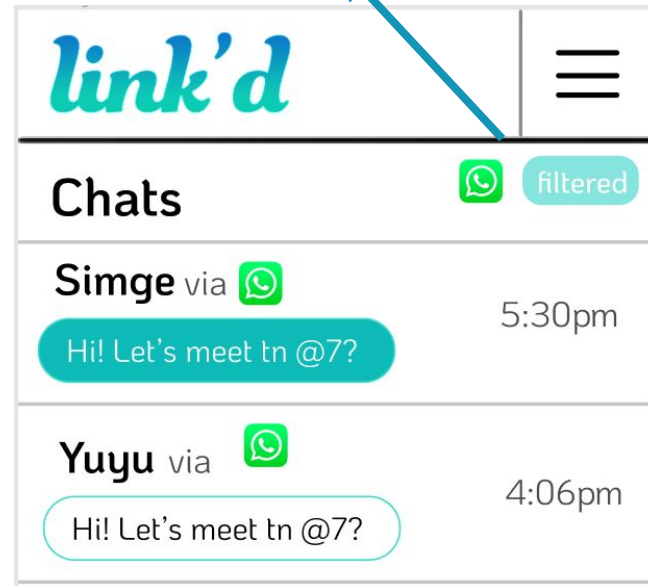 link'd
Chats
filtered
Simge via
5:30pm
Hi! Let's meet tn @7?
Yuyu via
4:06pm
Hi! Let's meet tn @7?